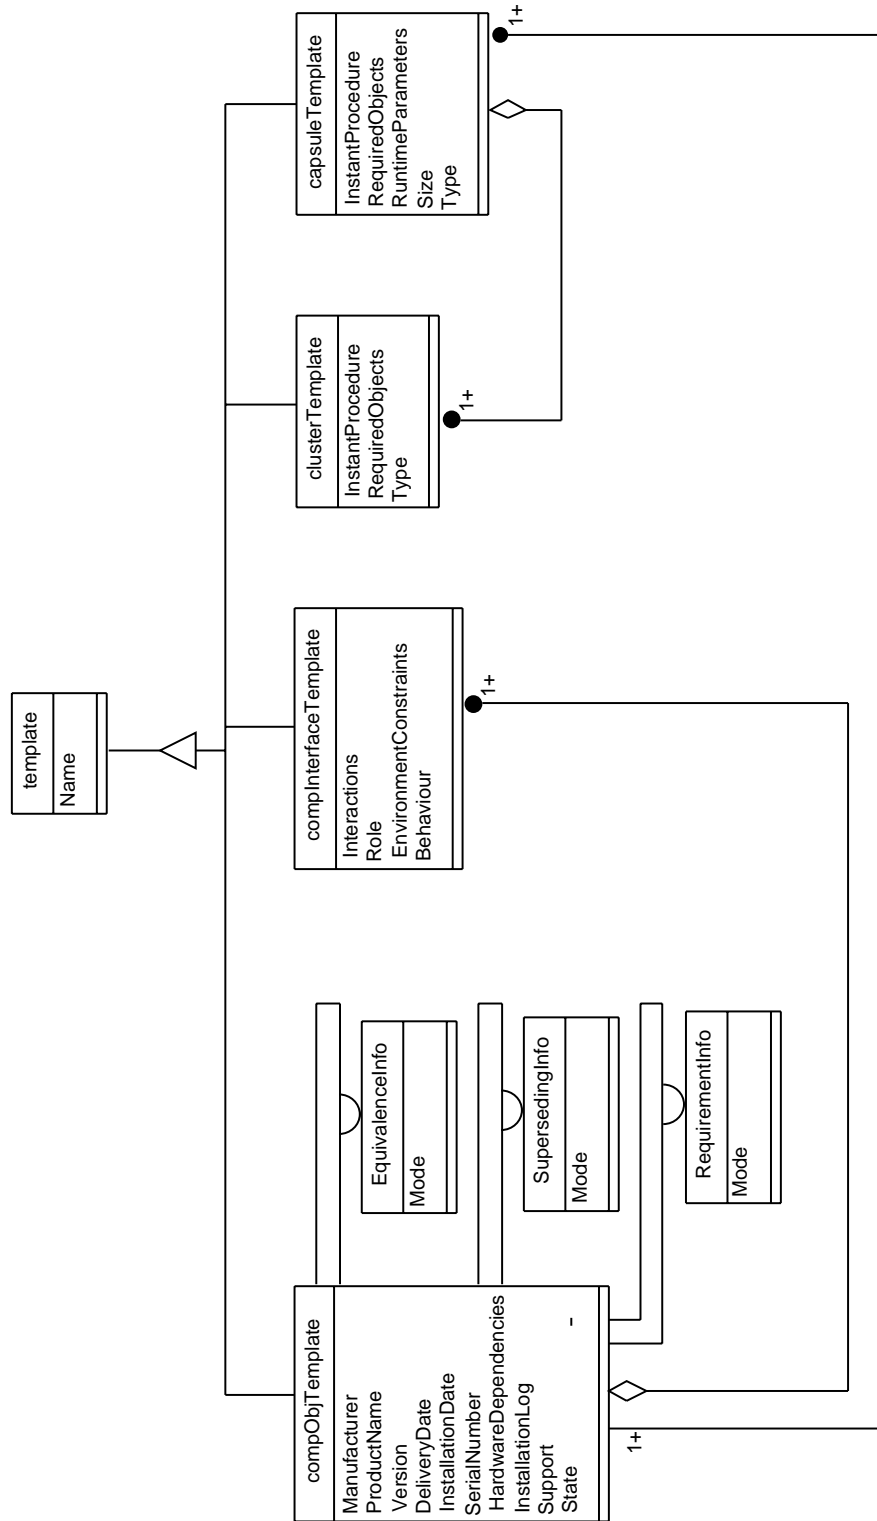 template
Name
compObjTemplate
Manufacturer
ProductName
Version
DeliveryDate
InstallationDate
SerialNumber
HardwareDependencies
InstallationLog
Support
State
-
1+
EquivalenceInfo
Mode
SupersedingInfo
Mode
RequirementInfo
Mode
compInterfaceTemplate
Interactions
Role
EnvironmentConstraints
Behaviour
1+
clusterTemplate
InstantProcedure
RequiredObjects
Type
1+
capsuleTemplate
InstantProcedure
RequiredObjects
RuntimeParameters
Size
Type
1+